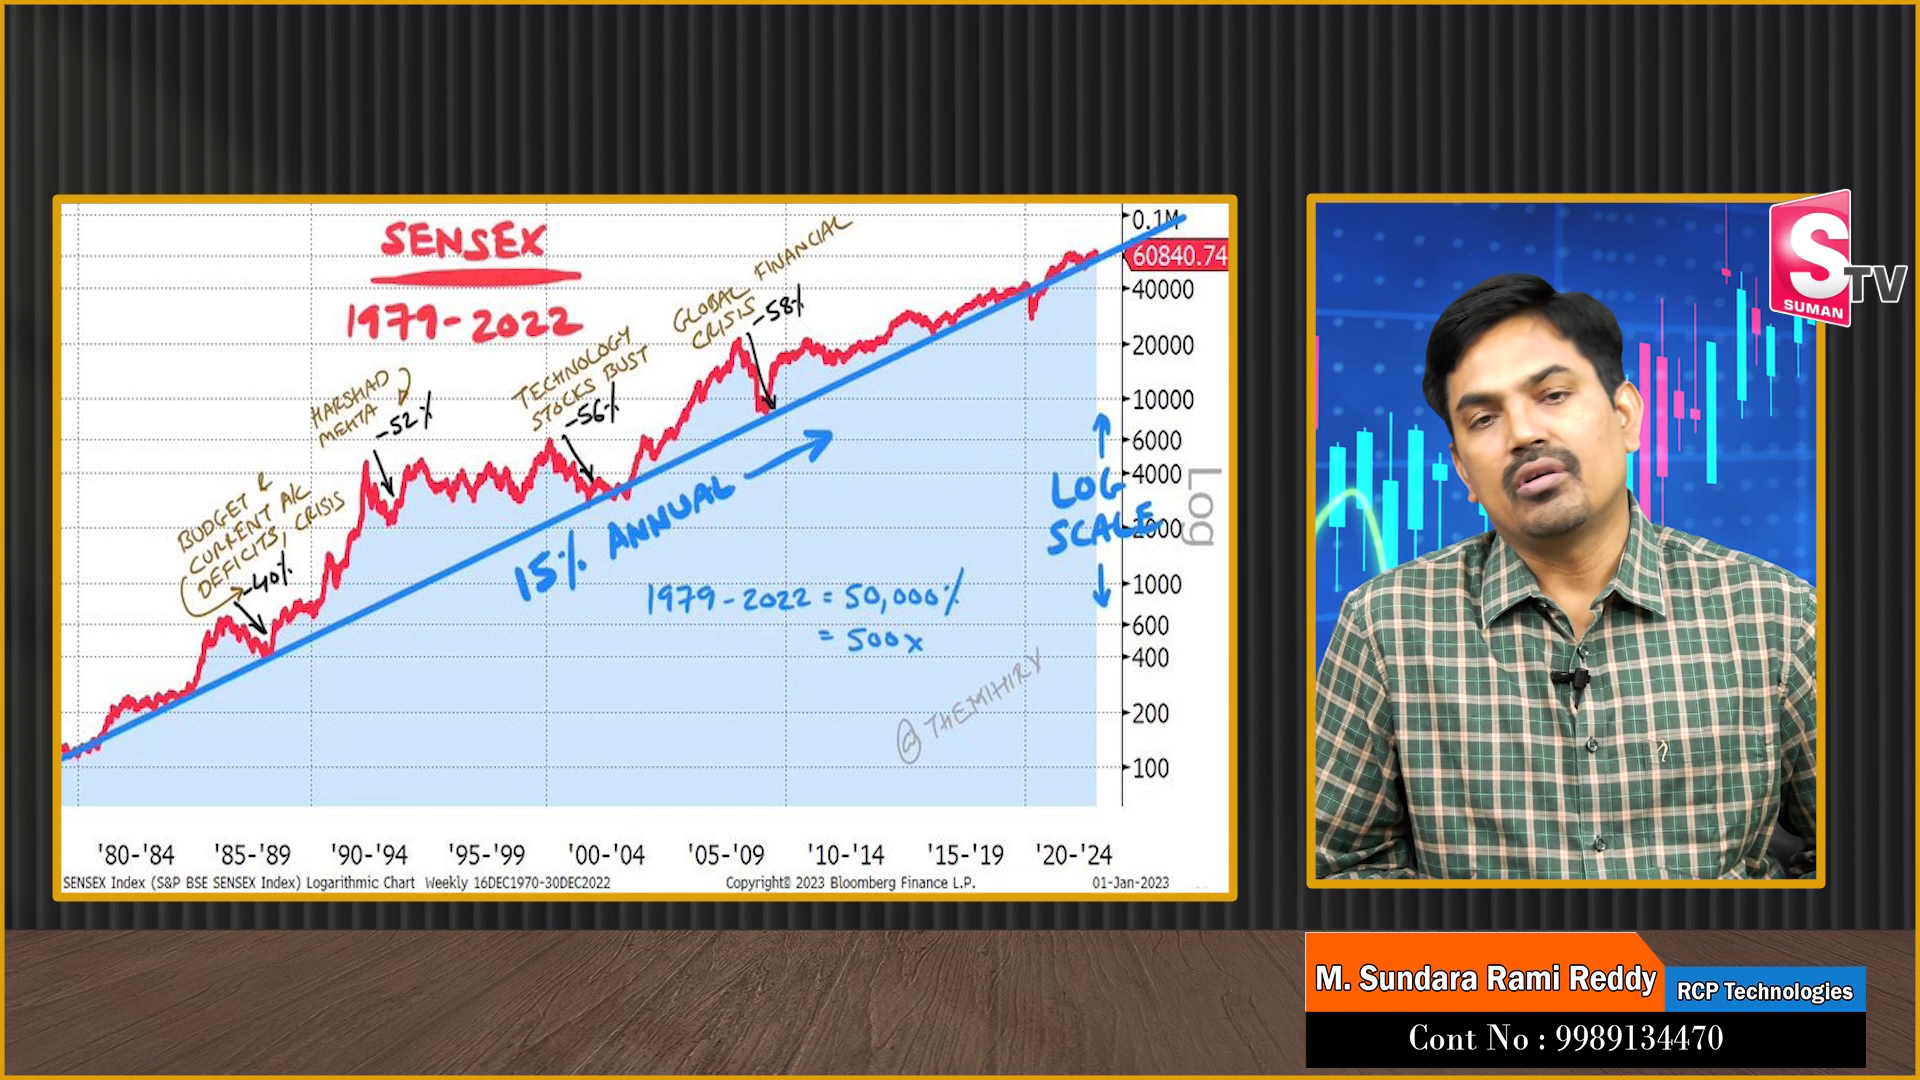 SENSEX
1979-2022
BUDGET &
CURRENT A/C
DEFICITS, CRISIS
-40%
HARSHAD
MEHTA
-52%
TECHNOLOGY
STOCKS BUST
-56%
GLOBAL FINANCIAL
CRISIS
-58%
15% ANNUAL
1979-2022 = 50,000%
= 500x
@THEMIHIRV
LOG
SCALE
Log
0.1M
60840.74
40000
20000
10000
6000
4000
2000
1000
600
400
200
100
'80-'84 '85-'89 '90-'94 '95-'99 '00-'04 '05-'09 '10-'14 '15-'19 '20-'24
SENSEX Index (S&P BSE SENSEX Index) Logarithmic Chart Weekly 16DEC1970-30DEC2022 Copyright© 2023 Bloomberg Finance L.P. 01-Jan-2023
S
SUMAN
TV
M. Sundara Rami Reddy
RCP Technologies
Cont No : 9989134470